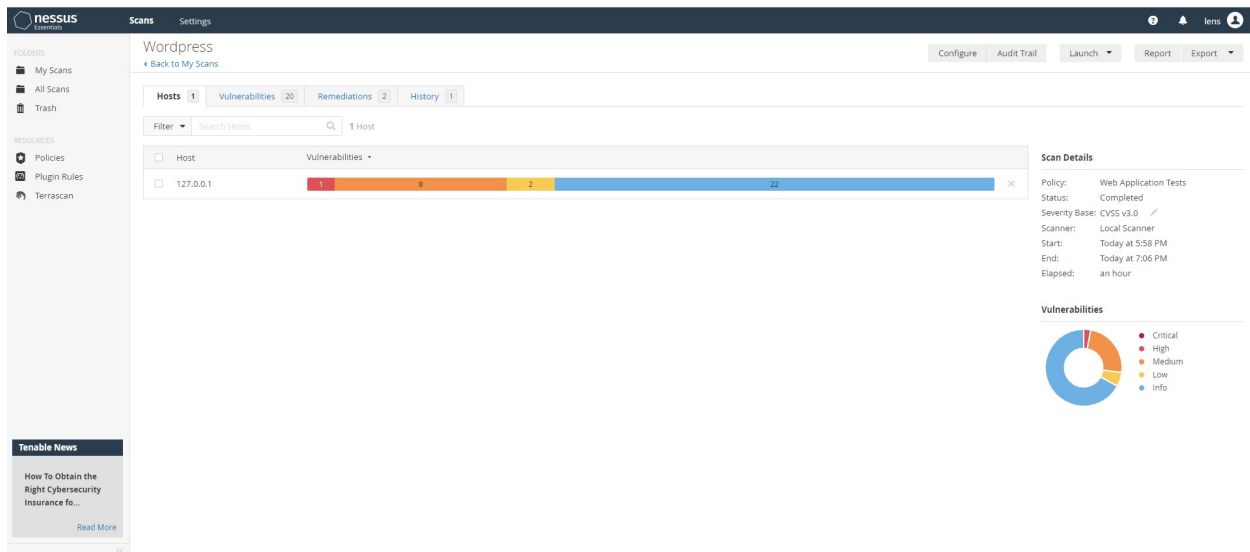 nessus
Essentials
Scans
Settings
lens
FOLDERS
My Scans
All Scans
Trash
RESOURCES
Policies
Plugin Rules
Terrascan
Tenable News
How To Obtain the
Right Cybersecurity
Insurance fo...
Read More
Wordpress
Back to My Scans
Configure
Audit Trail
Launch
Report
Export
Hosts 1
Vulnerabilities 20
Remediations 2
History 1
Filter
Search Hosts
1 Host
Host
Vulnerabilities
127.0.0.1
1 8 2 22
Scan Details
Policy: Web Application Tests
Status: Completed
Severity Base: CVSS v3.0
Scanner: Local Scanner
Start: Today at 5:58 PM
End: Today at 7:06 PM
Elapsed: an hour
Vulnerabilities
Critical
High
Medium
Low
Info